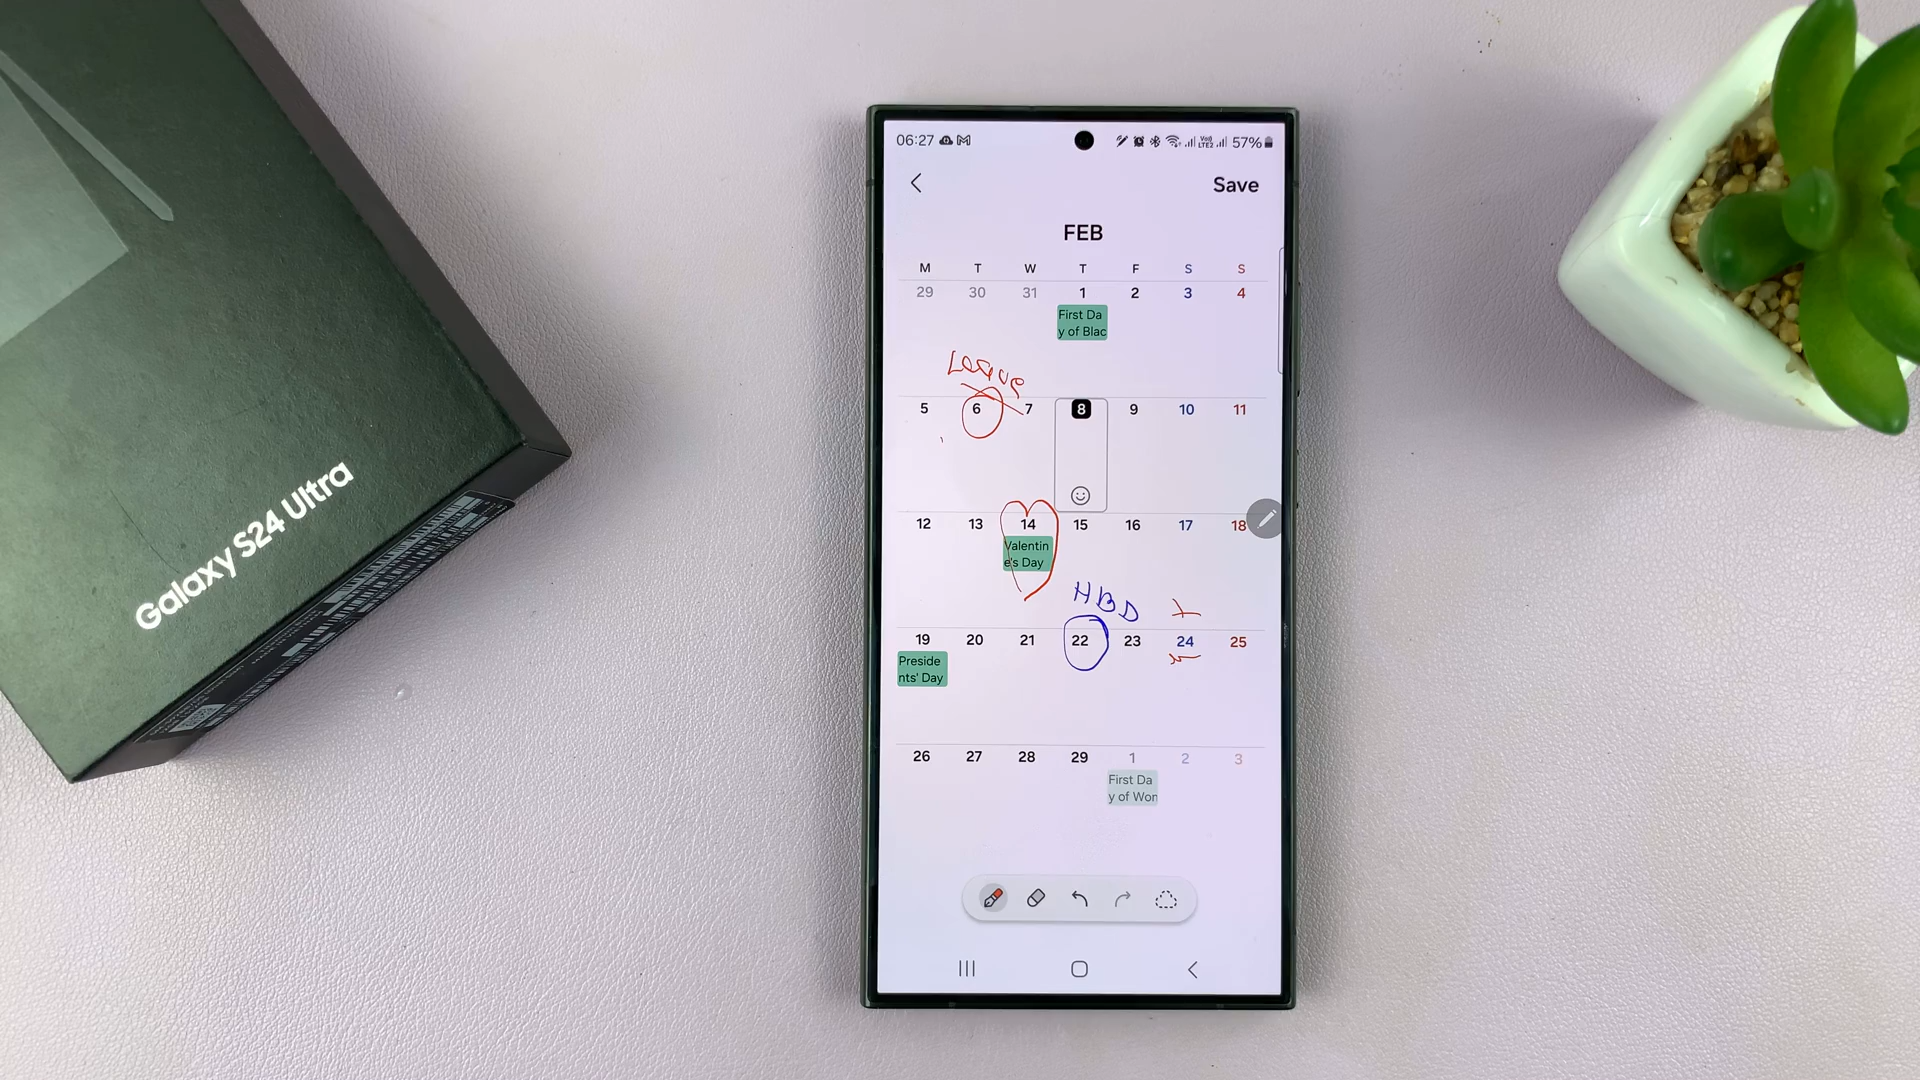 Galaxy S24 Ultra
06:27 57%
Save
FEB
M T W T F S S
29 30 31 1 2 3 4
First Da
y of Blac
Leave
5 6 7 8 9 10 11
12 13 14 15 16 17 18
Valentin
e's Day
HBD
19 20 21 22 23 24 25
Preside
nts' Day
26 27 28 29 1 2 3
First Da
y of Wor